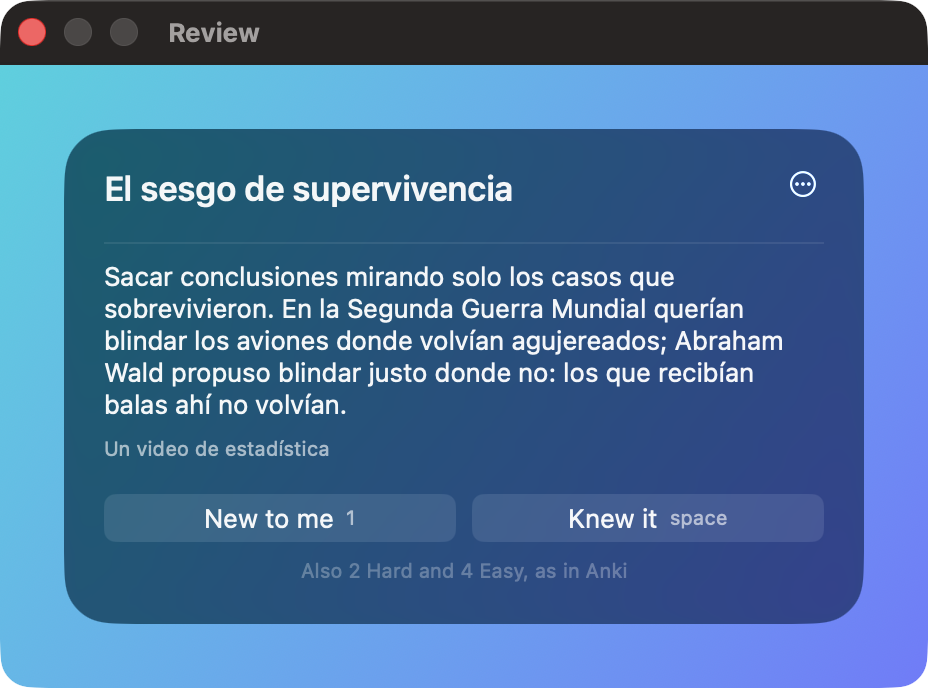 Review
El sesgo de supervivencia
Sacar conclusiones mirando solo los casos que
sobrevivieron. En la Segunda Guerra Mundial querían
blindar los aviones donde volvían agujereados; Abraham
Wald propuso blindar justo donde no: los que recibían
balas ahí no volvían.
Un video de estadística
New to me 1
Knew it space
Also 2 Hard and 4 Easy, as in Anki